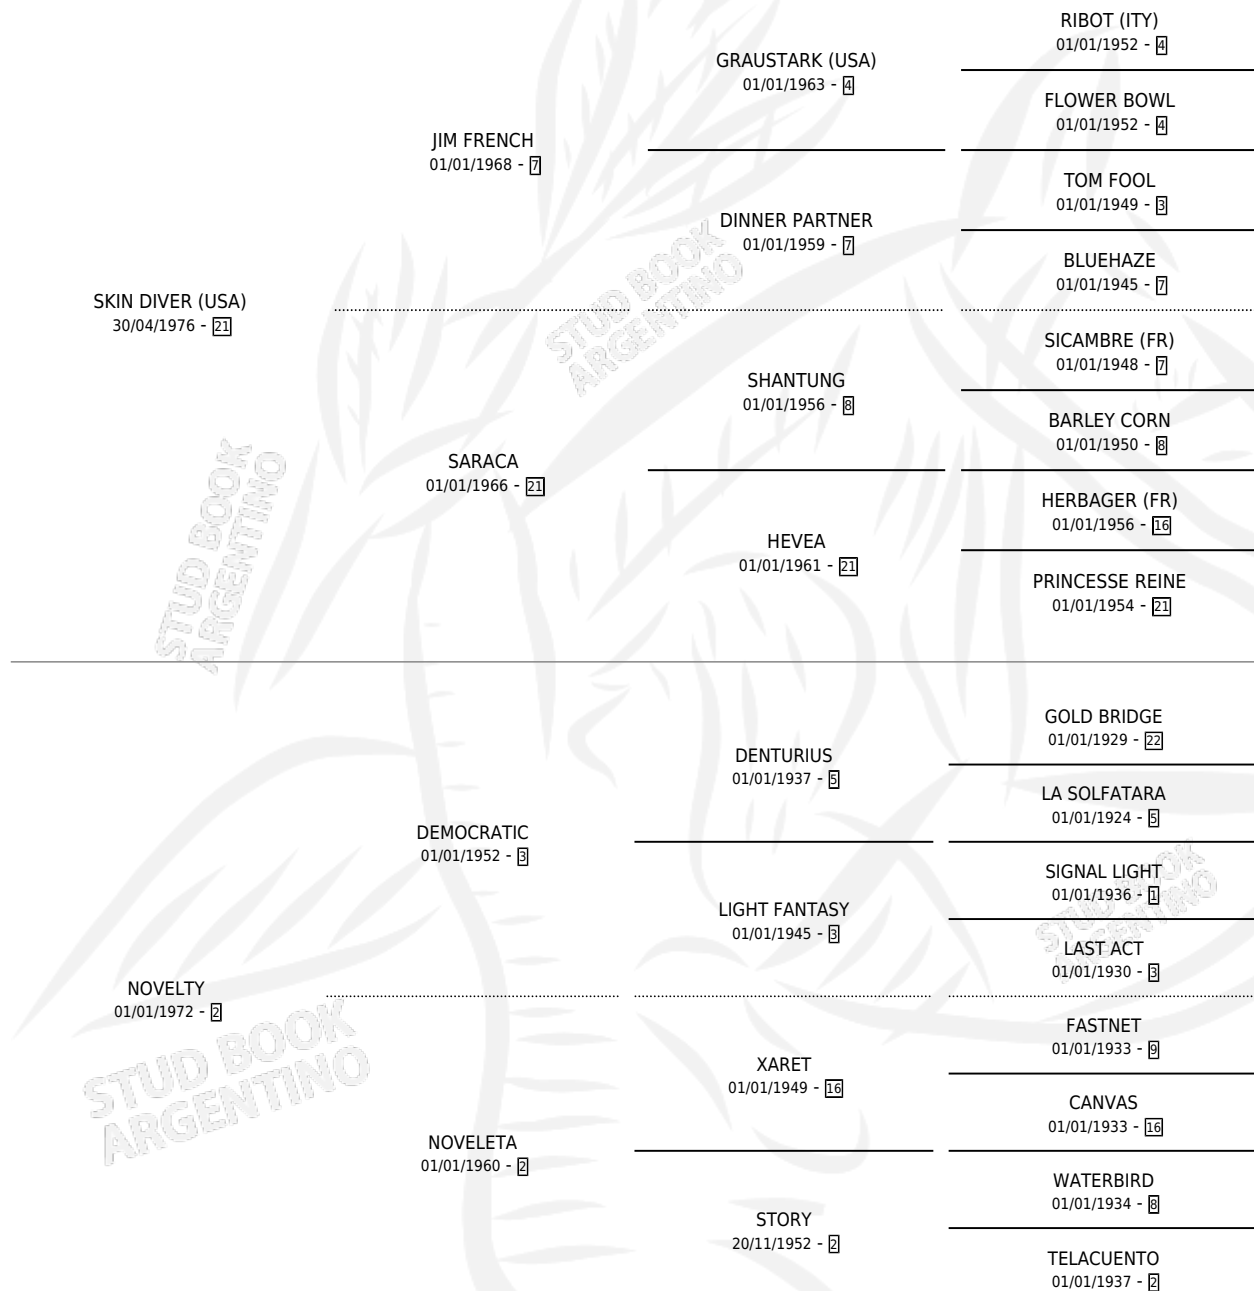 RIBOT (ITY)
01/01/1952 - 4
GRAUSTARK (USA)
01/01/1963 - 4
FLOWER BOWL
01/01/1952 - 4
JIM FRENCH
01/01/1968 - 7
TOM FOOL
01/01/1949 - 3
DINNER PARTNER
01/01/1959 - 7
BLUEHAZE
01/01/1945 - 7
SKIN DIVER (USA)
30/04/1976 - 21
SICAMBRE (FR)
01/01/1948 - 7
SHANTUNG
01/01/1956 - 8
BARLEY CORN
01/01/1950 - 8
SARACA
01/01/1966 - 21
HERBAGER (FR)
01/01/1956 - 16
HEVEA
01/01/1961 - 21
PRINCESSE REINE
01/01/1954 - 21
GOLD BRIDGE
01/01/1929 - 22
DENTURIUS
01/01/1937 - 5
LA SOLFATARA
01/01/1924 - 5
DEMOCRATIC
01/01/1952 - 3
SIGNAL LIGHT
01/01/1936 - 1
LIGHT FANTASY
01/01/1945 - 3
LAST ACT
01/01/1930 - 3
NOVELTY
01/01/1972 - 2
FASTNET
01/01/1933 - 9
XARET
01/01/1949 - 16
CANVAS
01/01/1933 - 16
NOVELETA
01/01/1960 - 2
WATERBIRD
01/01/1934 - 8
STORY
20/11/1952 - 2
TELACUENTO
01/01/1937 - 2
STUD BOOK
ARGENTINO
STUD BOOK
ARGENTINO
STUD BOOK
ARGENTINO
STUD BOOK
ARGENTINO